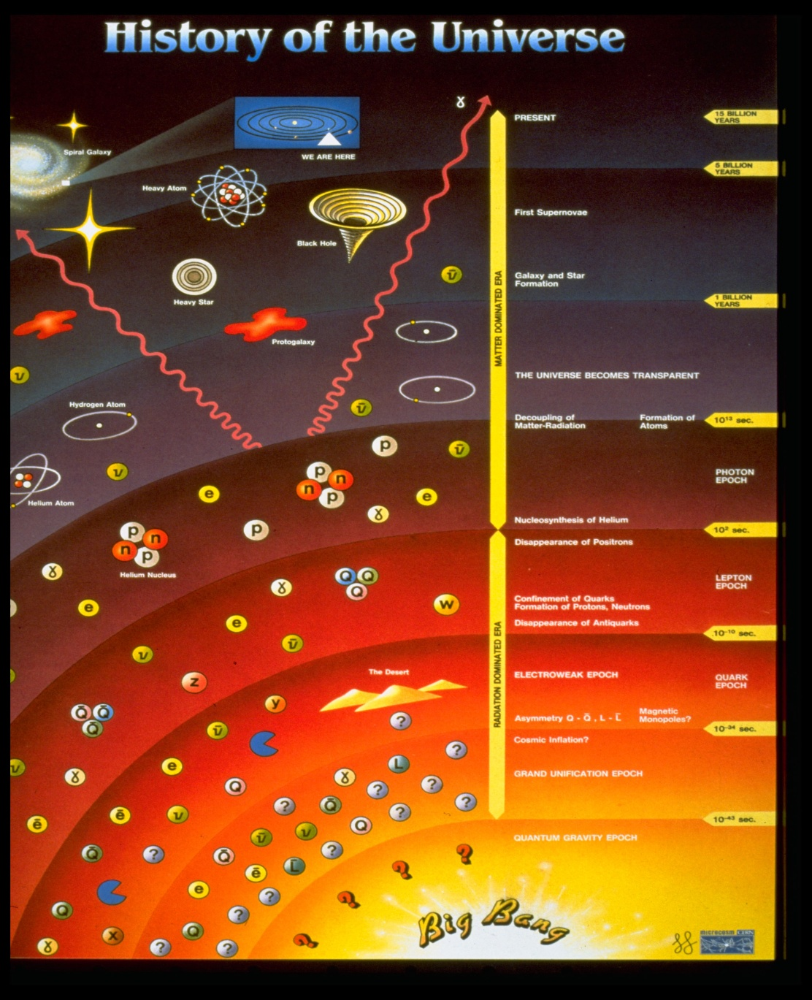 History of the Universe
ɤ
PRESENT
15 BILLION
YEARS
Spiral Galaxy
WE ARE HERE
5 BILLION
YEARS
Heavy Atom
First Supernovae
Black Hole
ν̄
Galaxy and Star
Formation
Heavy Star
1 BILLION
YEARS
MATTER DOMINATED ERA
Protogalaxy
ν
THE UNIVERSE BECOMES TRANSPARENT
Hydrogen Atom
ν̄
Decoupling of
Matter-Radiation
Formation of
Atoms
10¹³ sec.
p
ν̄
ν
p
n
n
p
PHOTON
EPOCH
e
e
Helium Atom
ɤ
Nucleosynthesis of Helium
10² sec.
p
p
n
n
p
Helium Nucleus
Disappearance of Positrons
ɤ
Q Q
Q
LEPTON
EPOCH
ɤ
e
w
Confinement of Quarks
Formation of Protons, Neutrons
e
Disappearance of Antiquarks
10⁻¹⁰ sec.
ν
ν̄
RADIATION DOMINATED ERA
The Desert
ELECTROWEAK EPOCH
QUARK
EPOCH
z
y
Q̄ Q̄
Q̄
?
Asymmetry Q - Q̄ , L - L̄
Magnetic
Monopoles?
10⁻³⁴ sec.
ν̄
Cosmic Inflation?
?
e
L
ν
ɤ
ɤ
GRAND UNIFICATION EPOCH
Q
?
?
?
Q̄
?
?
ē
ē
ν
Q
10⁻⁴³ sec.
ν̄
ν
QUANTUM GRAVITY EPOCH
Q̄
?
Q̄
?
?
?
ē
L̄
e
?
?
Q
?
Big Bang
x
Q
?
ɤ
?
?
?
microcosm CERN